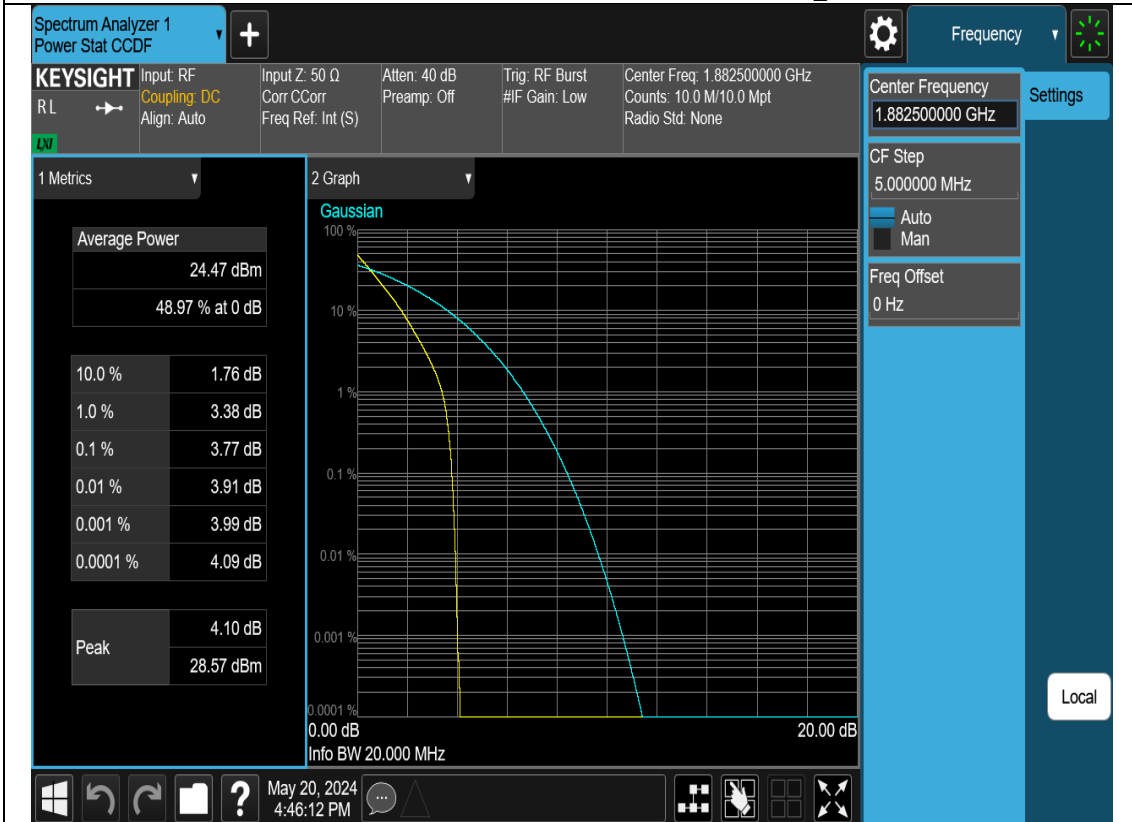 Spectrum Analyzer 1
Power Stat CCDF
Frequency
KEYSIGHT
RL
LXI
Input: RF
Coupling: DC
Align: Auto
Input Z: 50 Ω
Corr CCorr
Freq Ref: Int (S)
Atten: 40 dB
Preamp: Off
Trig: RF Burst
#IF Gain: Low
Center Freq: 1.882500000 GHz
Counts: 10.0 M/10.0 Mpt
Radio Std: None
Center Frequency
1.882500000 GHz
Settings
CF Step
5.000000 MHz
Auto
Man
Freq Offset
0 Hz
Local
1 Metrics
Average Power
24.47 dBm
48.97 % at 0 dB
10.0 % 1.76 dB
1.0 % 3.38 dB
0.1 % 3.77 dB
0.01 % 3.91 dB
0.001 % 3.99 dB
0.0001 % 4.09 dB
Peak
4.10 dB
28.57 dBm
2 Graph
Gaussian
100 %
10 %
1 %
0.1 %
0.01 %
0.001 %
0.0001 %
0.00 dB 20.00 dB
Info BW 20.000 MHz
?
May 20, 2024
4:46:12 PM